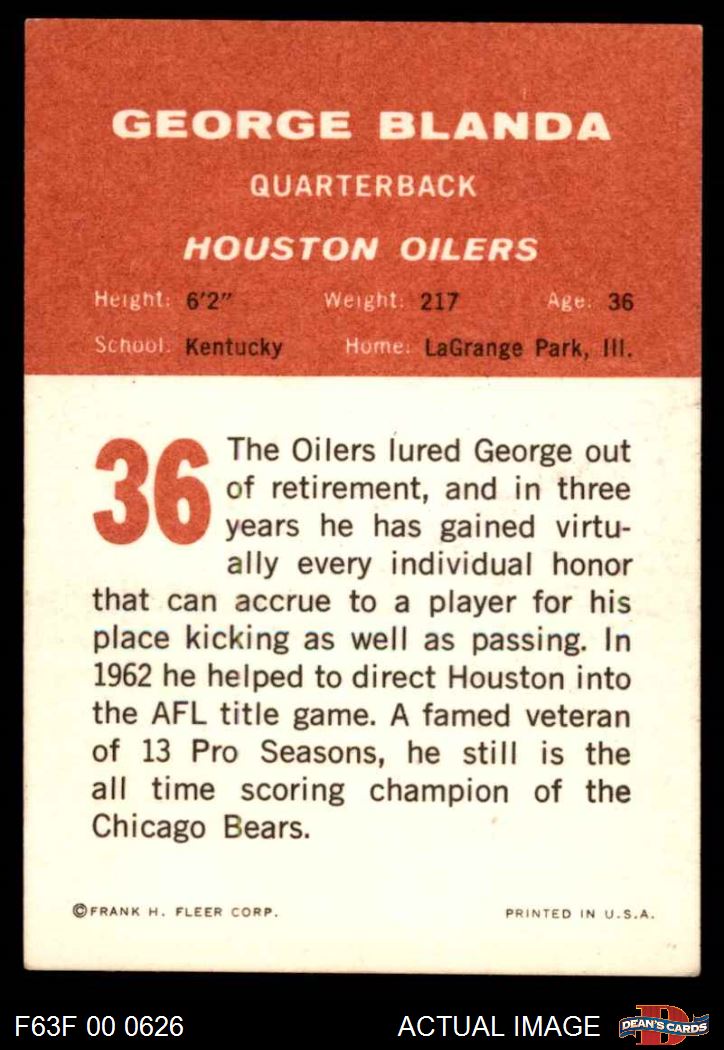 GEORGE BLANDA
QUARTERBACK
HOUSTON OILERS
Height: 6'2" Weight: 217 Age: 36
School: Kentucky Home: LaGrange Park, Ill.
36
The Oilers lured George out
of retirement, and in three
years he has gained virtu-
ally every individual honor
that can accrue to a player for his
place kicking as well as passing. In
1962 he helped to direct Houston into
the AFL title game. A famed veteran
of 13 Pro Seasons, he still is the
all time scoring champion of the
Chicago Bears.
©FRANK H. FLEER CORP. PRINTED IN U.S.A.
F63F 00 0626 ACTUAL IMAGE D DEAN'S CARDS